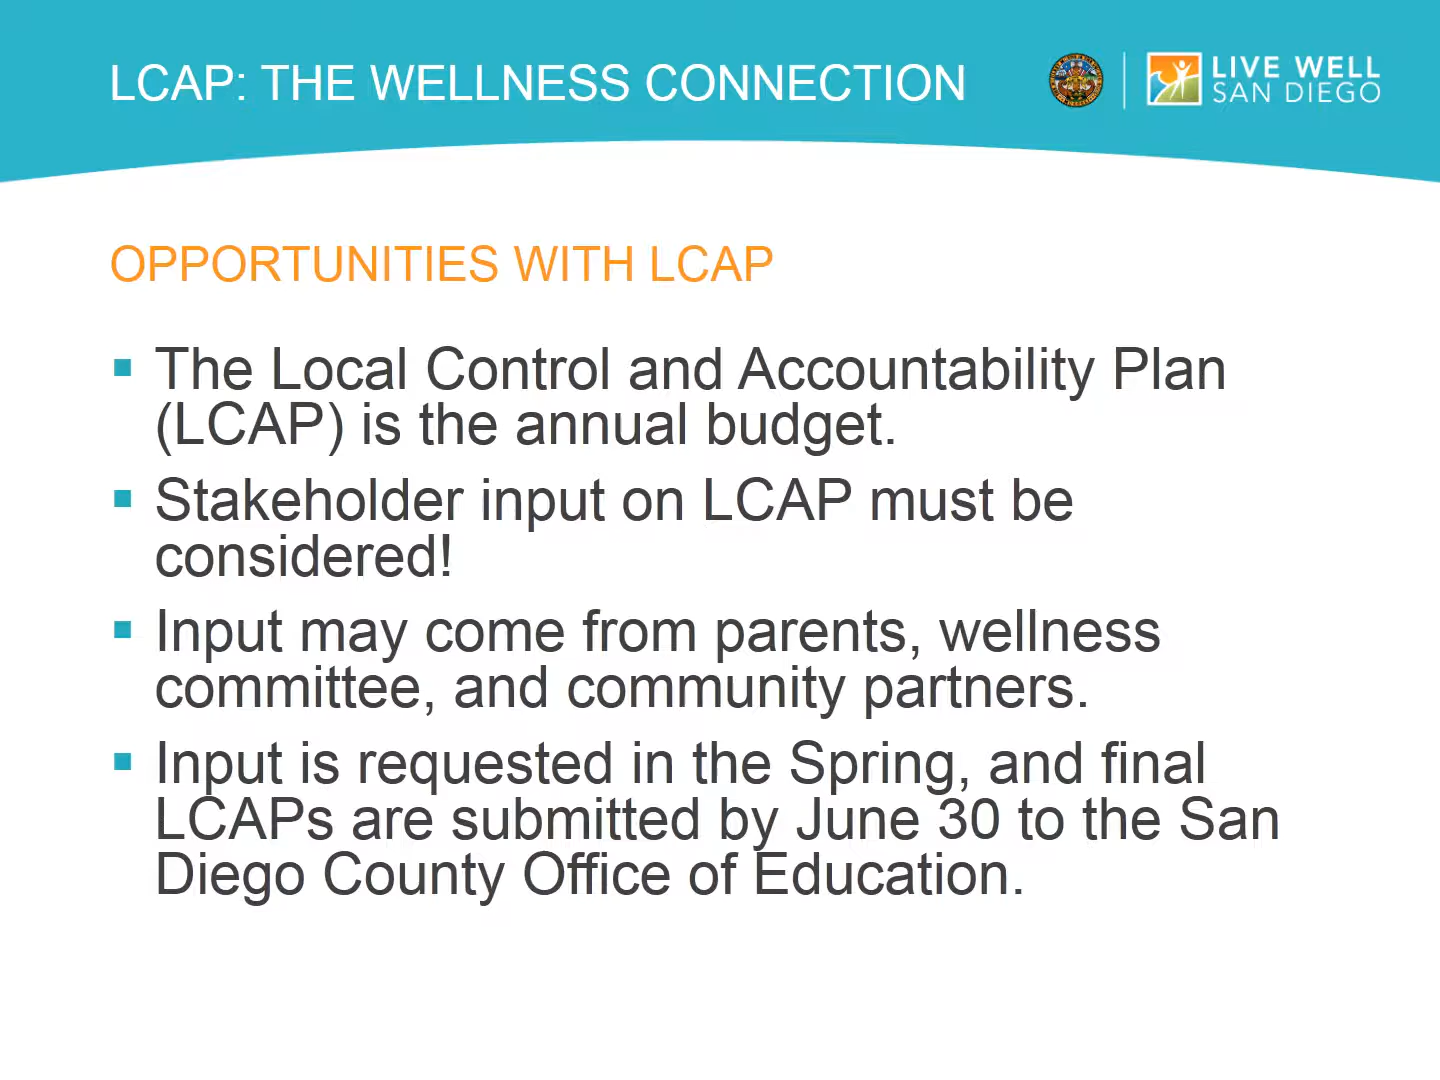 LCAP: THE WELLNESS CONNECTION
LIVE WELL
SAN DIEGO
OPPORTUNITIES WITH LCAP
The Local Control and Accountability Plan
(LCAP) is the annual budget.
Stakeholder input on LCAP must be
considered!
Input may come from parents, wellness
committee, and community partners.
Input is requested in the Spring, and final
LCAPs are submitted by June 30 to the San
Diego County Office of Education.